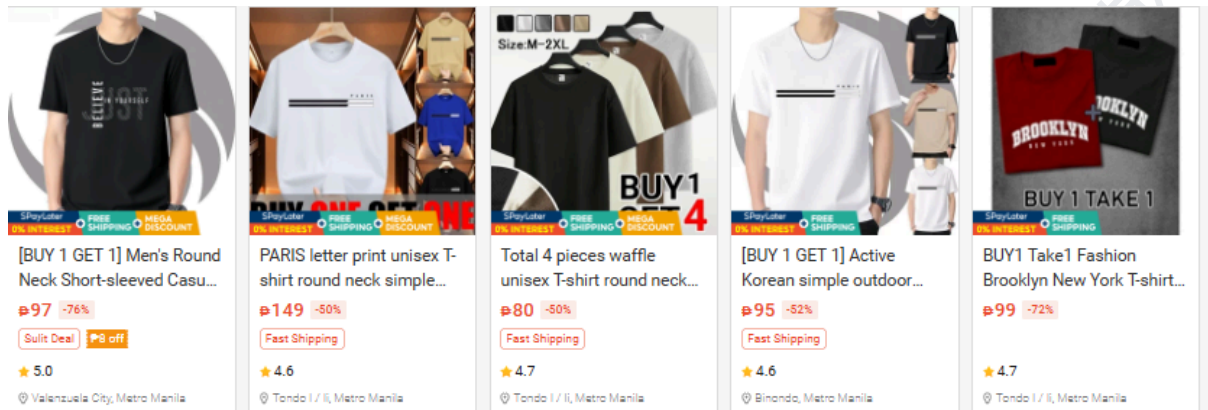 BELIEVE
IN YOURSELF
JUST
SPayLater
0% INTEREST
FREE
SHIPPING
MEGA
DISCOUNT
[BUY 1 GET 1] Men's Round
Neck Short-sleeved Casu...
₱97 -76%
Sulit Deal ₱8 off
5.0
Valenzuela City, Metro Manila
PARIS
BUY ONE GET ONE
SPayLater
0% INTEREST
FREE
SHIPPING
MEGA
DISCOUNT
PARIS letter print unisex T-
shirt round neck simple...
₱149 -50%
Fast Shipping
4.6
Tondo I / Ii, Metro Manila
Size:M-2XL
BUY1
GET 4
SPayLater
0% INTEREST
FREE
SHIPPING
MEGA
DISCOUNT
Total 4 pieces waffle
unisex T-shirt round neck...
₱80 -50%
Fast Shipping
4.7
Tondo I / Ii, Metro Manila
PARIS
SPayLater
0% INTEREST
FREE
SHIPPING
[BUY 1 GET 1] Active
Korean simple outdoor...
₱95 -52%
Fast Shipping
4.6
Binondo, Metro Manila
BROOKLYN
NEW YORK
OKLYN
BUY 1 TAKE 1
SPayLater
0% INTEREST
FREE
SHIPPING
BUY1 Take1 Fashion
Brooklyn New York T-shirt...
₱99 -72%
4.7
Tondo I / Ii, Metro Manila